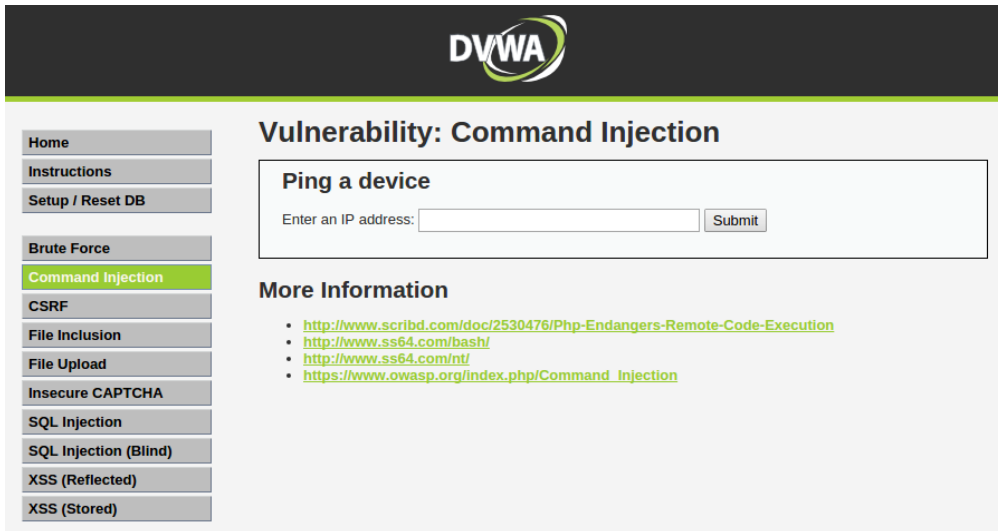 DVWA
Home
Instructions
Setup / Reset DB
Brute Force
Command Injection
CSRF
File Inclusion
File Upload
Insecure CAPTCHA
SQL Injection
SQL Injection (Blind)
XSS (Reflected)
XSS (Stored)
Vulnerability: Command Injection
Ping a device
Enter an IP address: Submit
More Information
http://www.scribd.com/doc/2530476/Php-Endangers-Remote-Code-Execution
http://www.ss64.com/bash/
http://www.ss64.com/nt/
https://www.owasp.org/index.php/Command_Injection